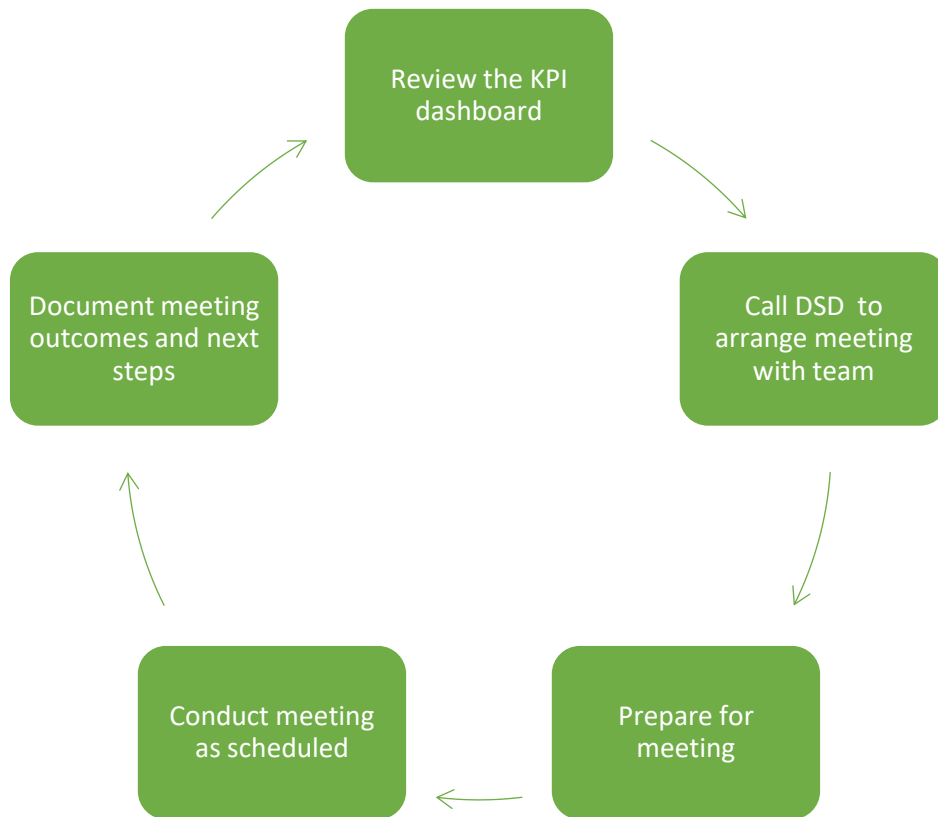 Review the KPI
dashboard
Call DSD  to
arrange meeting
with team
Prepare for
meeting
Conduct meeting
as scheduled
Document meeting
outcomes and next
steps